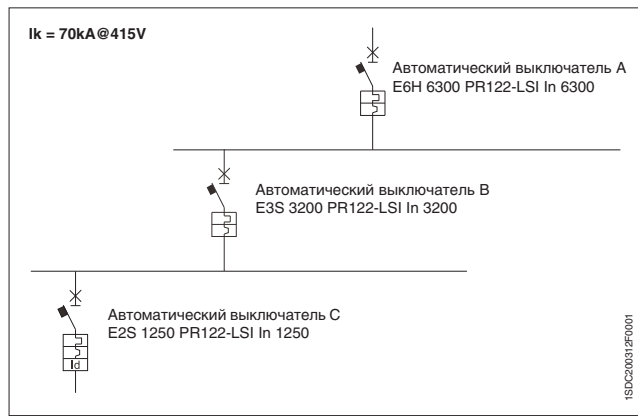 Ik = 70kA@415V
Автоматический выключатель A
E6H 6300 PR122-LSI In 6300
Автоматический выключатель B
E3S 3200 PR122-LSI In 3200
Автоматический выключатель C
E2S 1250 PR122-LSI In 1250
Id
1SDC200312F0001